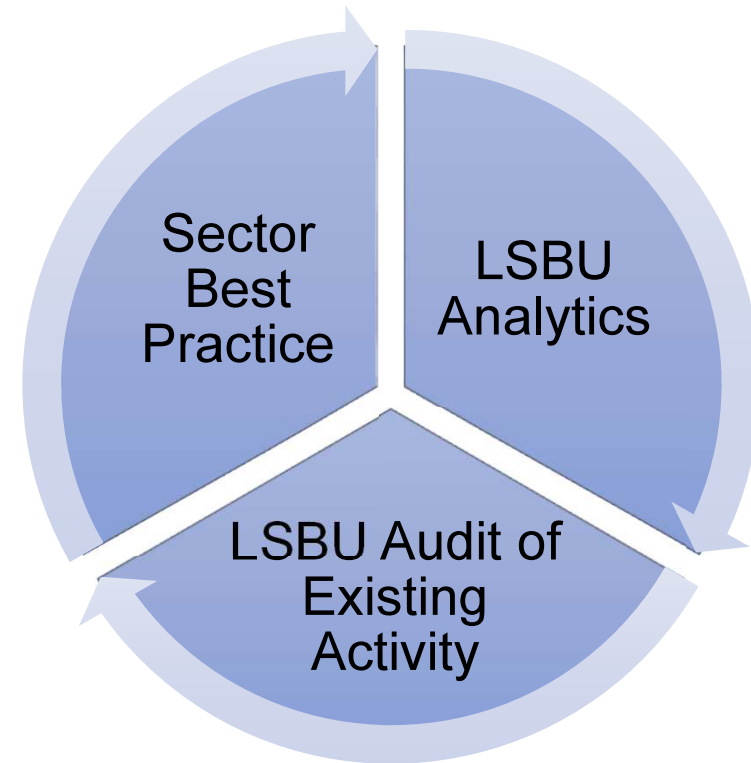 Sector
Best
Practice
LSBU
Analytics
LSBU Audit of
Existing
Activity